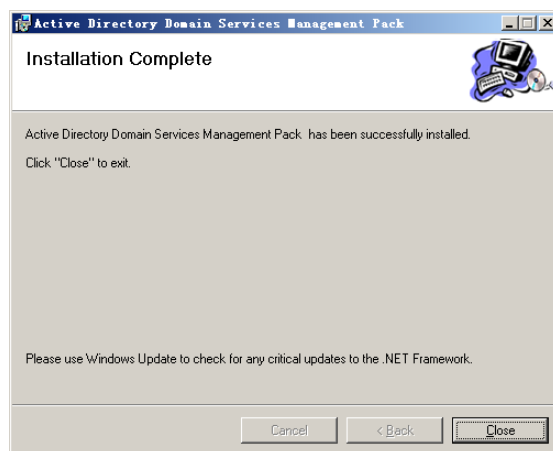 Active Directory Domain Services Management Pack
Installation Complete
Active Directory Domain Services Management Pack has been successfully installed.
Click "Close" to exit.
Please use Windows Update to check for any critical updates to the .NET Framework.
Cancel
< Back
Close